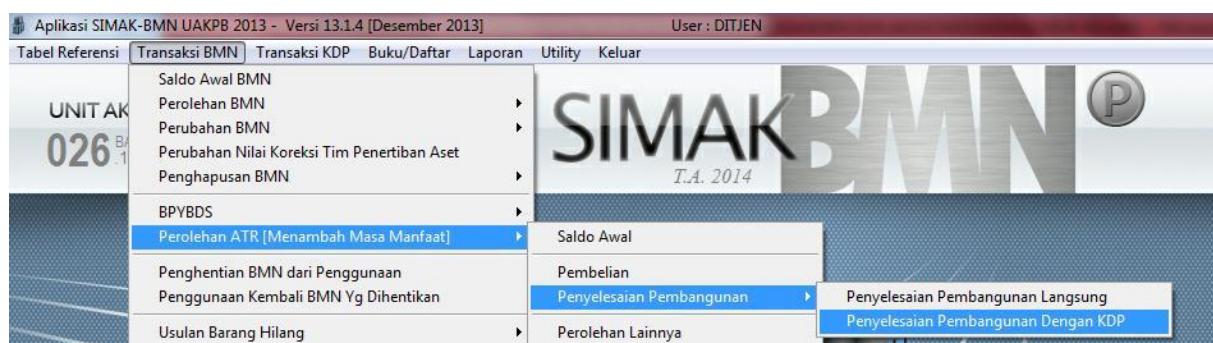 Aplikasi SIMAK-BMN UAKPB 2013 - Versi 13.1.4 [Desember 2013] User : DITJEN
Tabel Referensi Transaksi BMN Transaksi KDP Buku/Daftar Laporan Utility Keluar
Saldo Awal BMN
Perolehan BMN
Perubahan BMN
Perubahan Nilai Koreksi Tim Penertiban Aset
Penghapusan BMN
BPYBDS
Perolehan ATR [Menambah Masa Manfaat]
Penghentian BMN dari Penggunaan
Penggunaan Kembali BMN Yg Dihentikan
Usulan Barang Hilang
Saldo Awal
Pembelian
Penyelesaian Pembangunan
Perolehan Lainnya
Penyelesaian Pembangunan Langsung
Penyelesaian Pembangunan Dengan KDP
UNIT AK
026
SIMAK BMN P
T.A. 2014